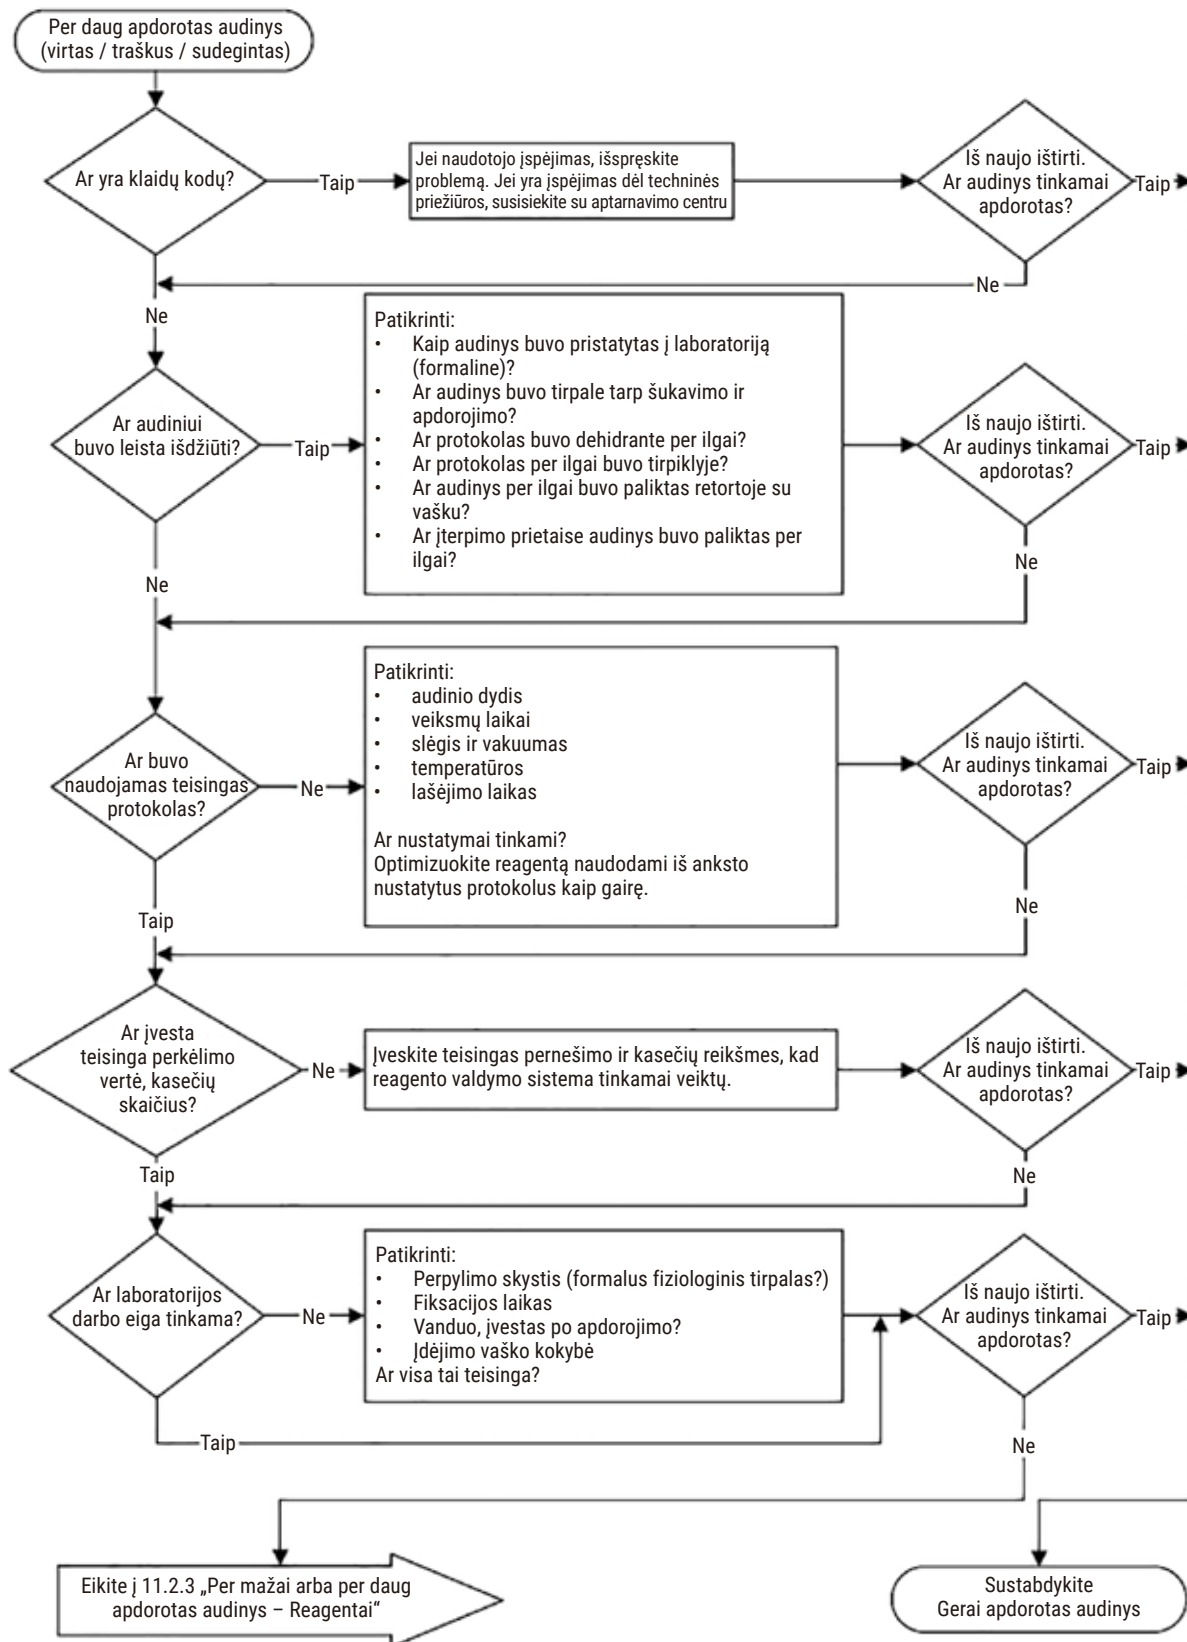 Per daug apdorotas audinys
(virtas / traškus / sudegintas)
Ar yra klaidų kodų?
Taip
Jei naudotojo įspėjimas, išspręskite
problemą. Jei yra įspėjimas dėl techninės
priežiūros, susisiekite su aptarnavimo centru
Iš naujo ištirti.
Ar audinys tinkamai
apdorotas?
Taip
Ne
Ne
Ar audiniui
buvo leista išdžiūti?
Taip
Patikrinti:
• Kaip audinys buvo pristatytas į laboratoriją
(formaline)?
• Ar audinys buvo tirpale tarp šukavimo ir
apdorojimo?
• Ar protokolas buvo dehidrante per ilgai?
• Ar protokolas per ilgai buvo tirpiklyje?
• Ar audinys per ilgai buvo paliktas retortoje su
vašku?
• Ar įterpimo prietaise audinys buvo paliktas per
ilgai?
Iš naujo ištirti.
Ar audinys tinkamai
apdorotas?
Taip
Ne
Ne
Ar buvo
naudojamas teisingas
protokolas?
Ne
Patikrinti:
• audinio dydis
• veiksmų laikai
• slėgis ir vakuumas
• temperatūros
• lašėjimo laikas
Ar nustatymai tinkami?
Optimizuokite reagentą naudodami iš anksto
nustatytus protokolus kaip gairę.
Iš naujo ištirti.
Ar audinys tinkamai
apdorotas?
Taip
Ne
Taip
Ar įvesta
teisinga perkėlimo
vertė, kasečių
skaičius?
Ne
Įveskite teisingas pernešimo ir kasečių reikšmes, kad
reagento valdymo sistema tinkamai veiktų.
Iš naujo ištirti.
Ar audinys tinkamai
apdorotas?
Taip
Ne
Taip
Ar laboratorijos
darbo eiga tinkama?
Ne
Patikrinti:
• Perpylimo skystis (formalus fiziologinis tirpalas?)
• Fiksacijos laikas
• Vanduo, įvestas po apdorojimo?
• Įdėjimo vaško kokybė
Ar visa tai teisinga?
Iš naujo ištirti.
Ar audinys tinkamai
apdorotas?
Taip
Taip
Ne
Eikite į 11.2.3 „Per mažai arba per daug
apdorotas audinys – Reagentai“
Sustabdykite
Gerai apdorotas audinys